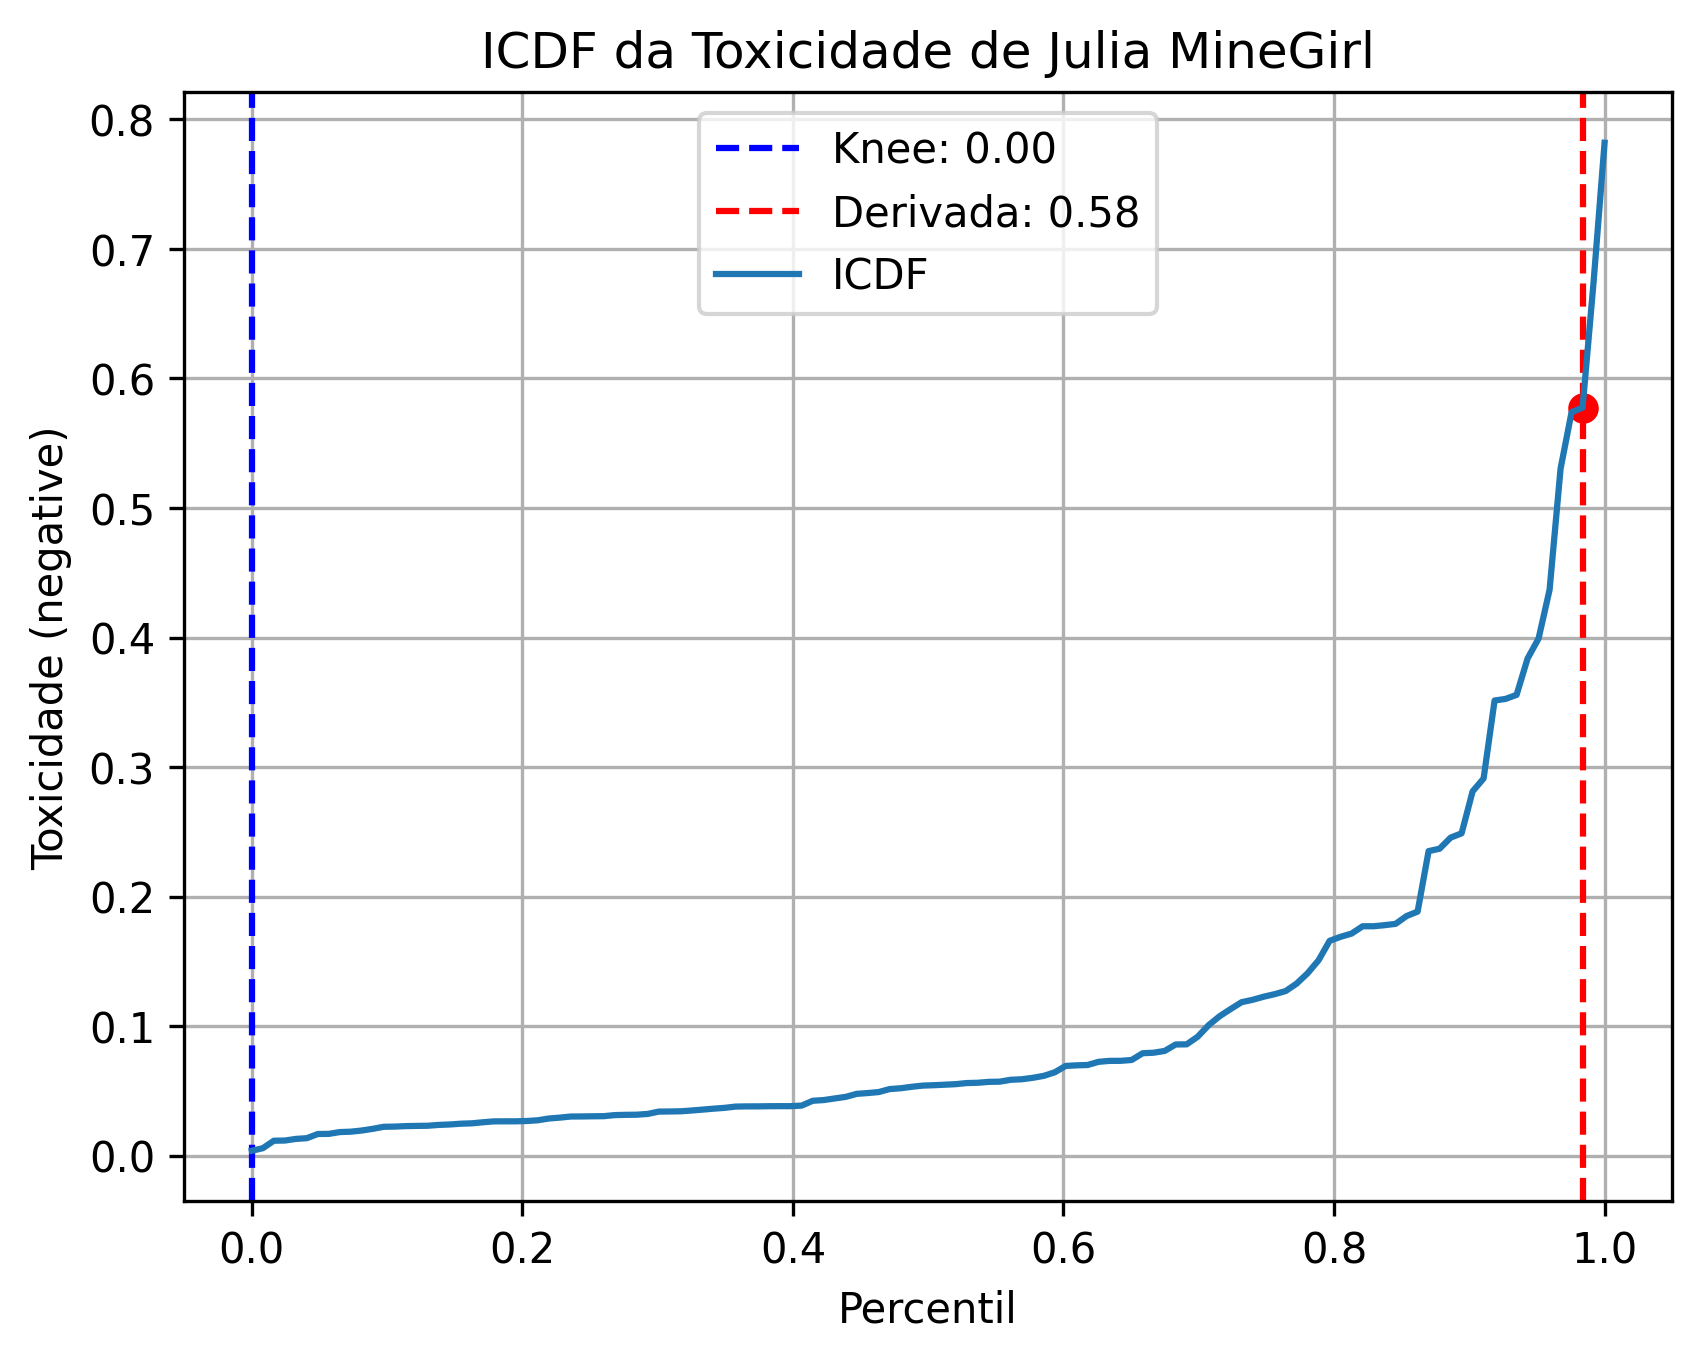 ICDF da Toxicidade de Julia MineGirl
Knee: 0.00
Derivada: 0.58
ICDF
Toxicidade (negative)
0.8
0.7
0.6
0.5
0.4
0.3
0.2
0.1
0.0
0.0 0.2 0.4 0.6 0.8 1.0
Percentil